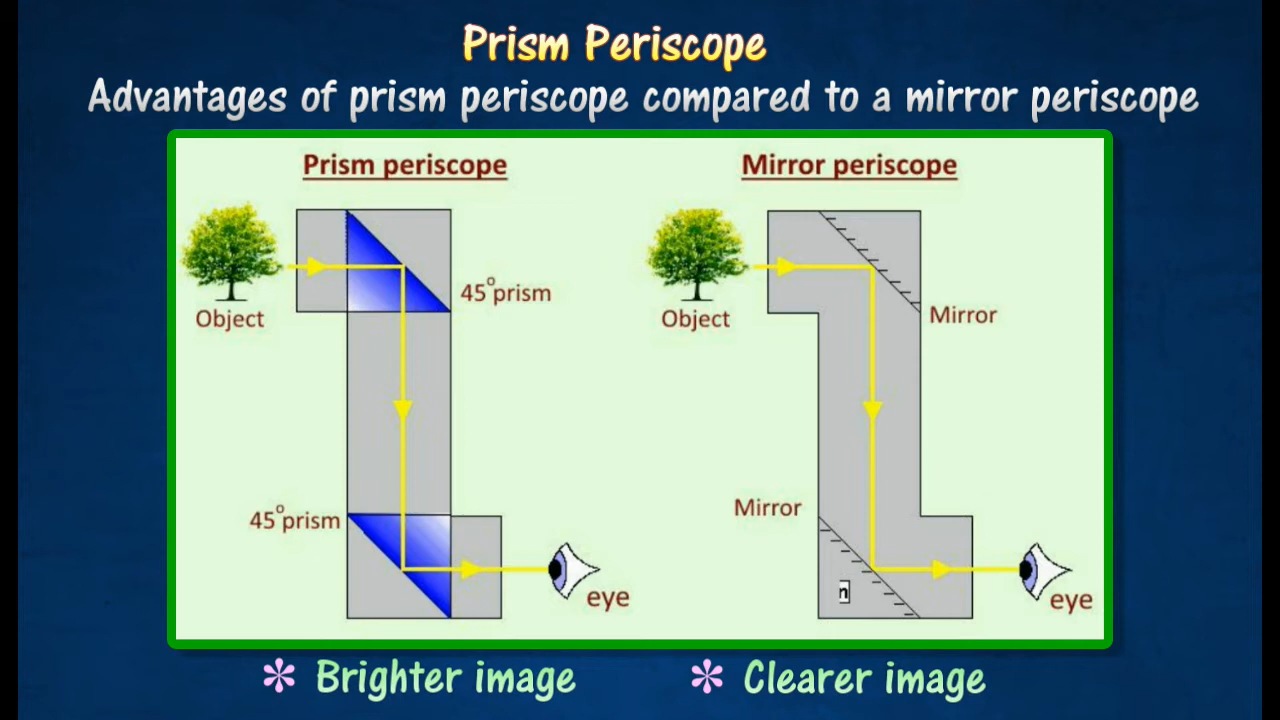 Prism Periscope
Advantages of prism periscope compared to a mirror periscope
Prism periscope
Mirror periscope
45°prism
Object
Object
Mirror
45°prism
Mirror
n
eye
eye
* Brighter image
* Clearer image